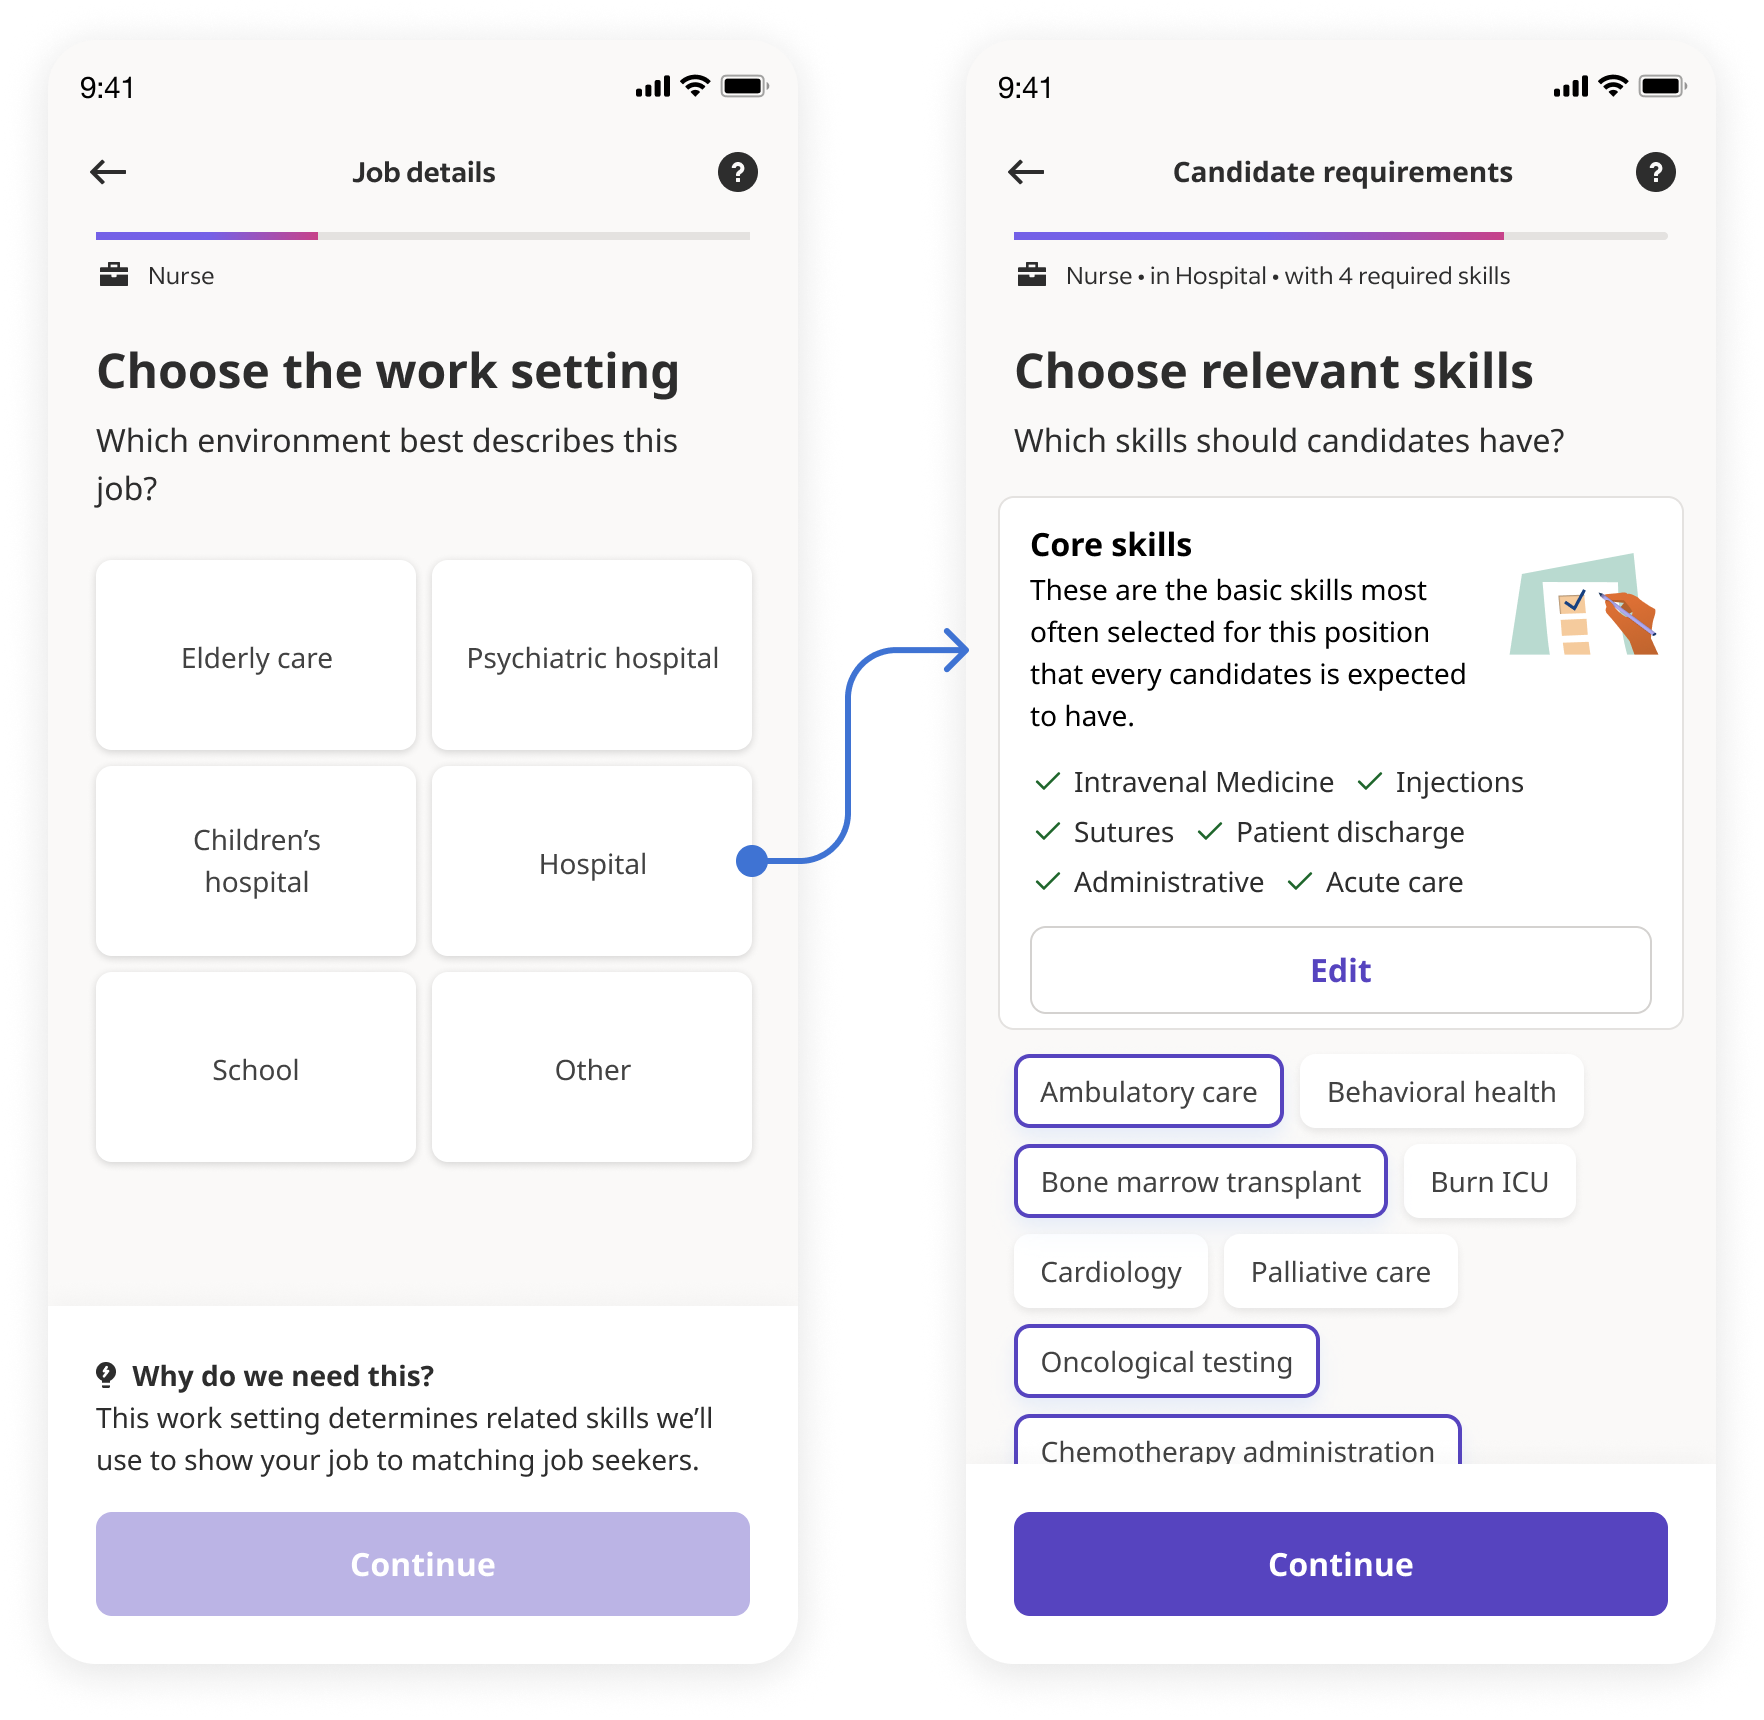 9:41
Job details
?
Nurse
Choose the work setting
Which environment best describes this
job?
Elderly care
Psychiatric hospital
Children’s
hospital
Hospital
School
Other
Why do we need this?
This work setting determines related skills we’ll
use to show your job to matching job seekers.
Continue
9:41
Candidate requirements
?
Nurse • in Hospital • with 4 required skills
Choose relevant skills
Which skills should candidates have?
Core skills
These are the basic skills most
often selected for this position
that every candidates is expected
to have.
Intravenal Medicine Injections
Sutures Patient discharge
Administrative Acute care
Edit
Ambulatory care Behavioral health
Bone marrow transplant Burn ICU
Cardiology Palliative care
Oncological testing
Chemotherapy administration
Continue